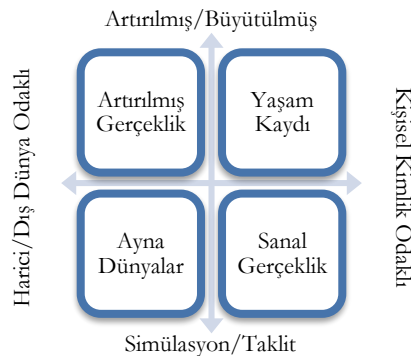 Artırılmış/Büyütülmüş
Harici/Dış Dünya Odaklı
Artırılmış
Gerçeklik
Yaşam
Kaydı
Kişisel Kimlik Odaklı
Ayna
Dünyalar
Sanal
Gerçeklik
Simülasyon/Taklit